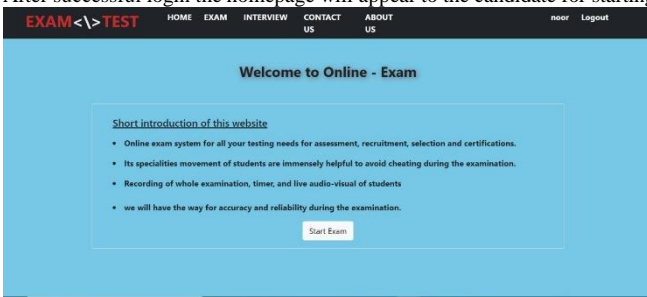 After successful login the homepage will appear to the candidate for starting
EXAM<\>TEST HOME EXAM INTERVIEW CONTACT US ABOUT US noor Logout
Welcome to Online - Exam
Short introduction of this website
• Online exam system for all your testing needs for assessment, recruitment, selection and certifications.
• Its specialities movement of students are immensely helpful to avoid cheating during the examination.
• Recording of whole examination, timer, and live audio-visual of students
• we will have the way for accuracy and reliability during the examination.
Start Exam